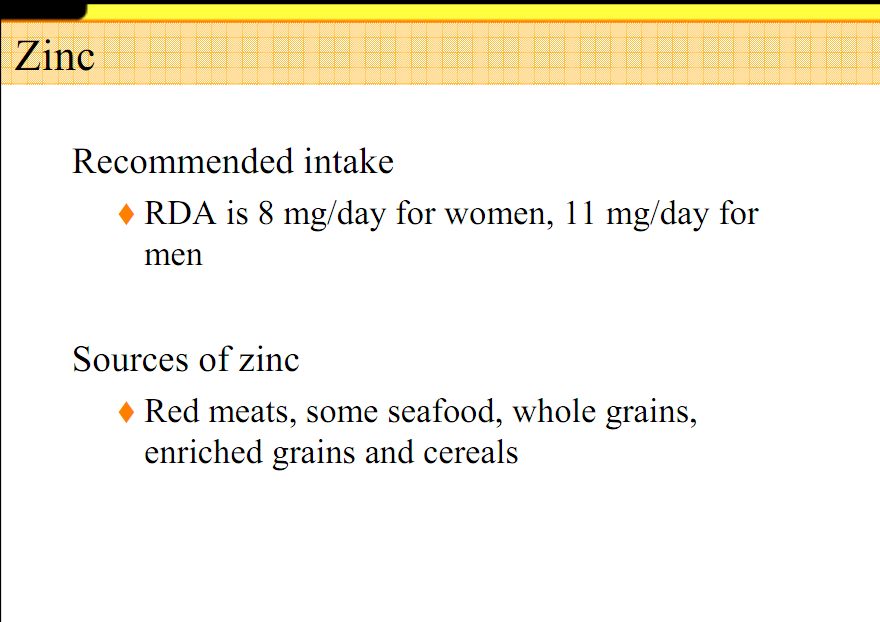 Zinc
Recommended intake
RDA is 8 mg/day for women, 11 mg/day for
men
Sources of zinc
Red meats, some seafood, whole grains,
enriched grains and cereals